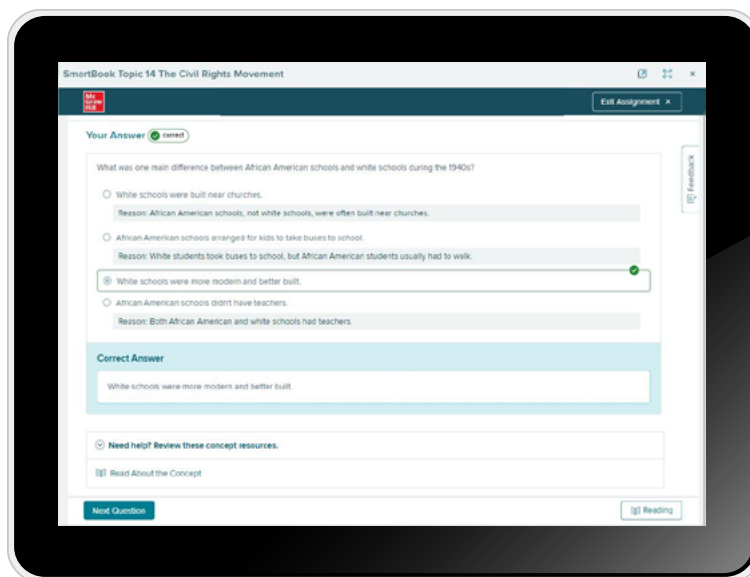 SmartBook Topic 14 The Civil Rights Movement
Mc
Graw
Hill
Exit Assignment ×
Your Answer correct
What was one main difference between African American schools and white schools during the 1940s?
White schools were built near churches.
Reason: African American schools, not white schools, were often built near churches.
African American schools arranged for kids to take buses to school.
Reason: White students took buses to school, but African American students usually had to walk.
White schools were more modern and better built.
African American schools didn't have teachers.
Reason: Both African American and white schools had teachers.
Correct Answer
White schools were more modern and better built
Need help? Review these concept resources.
Read About the Concept
Next Question
Reading
Feedback